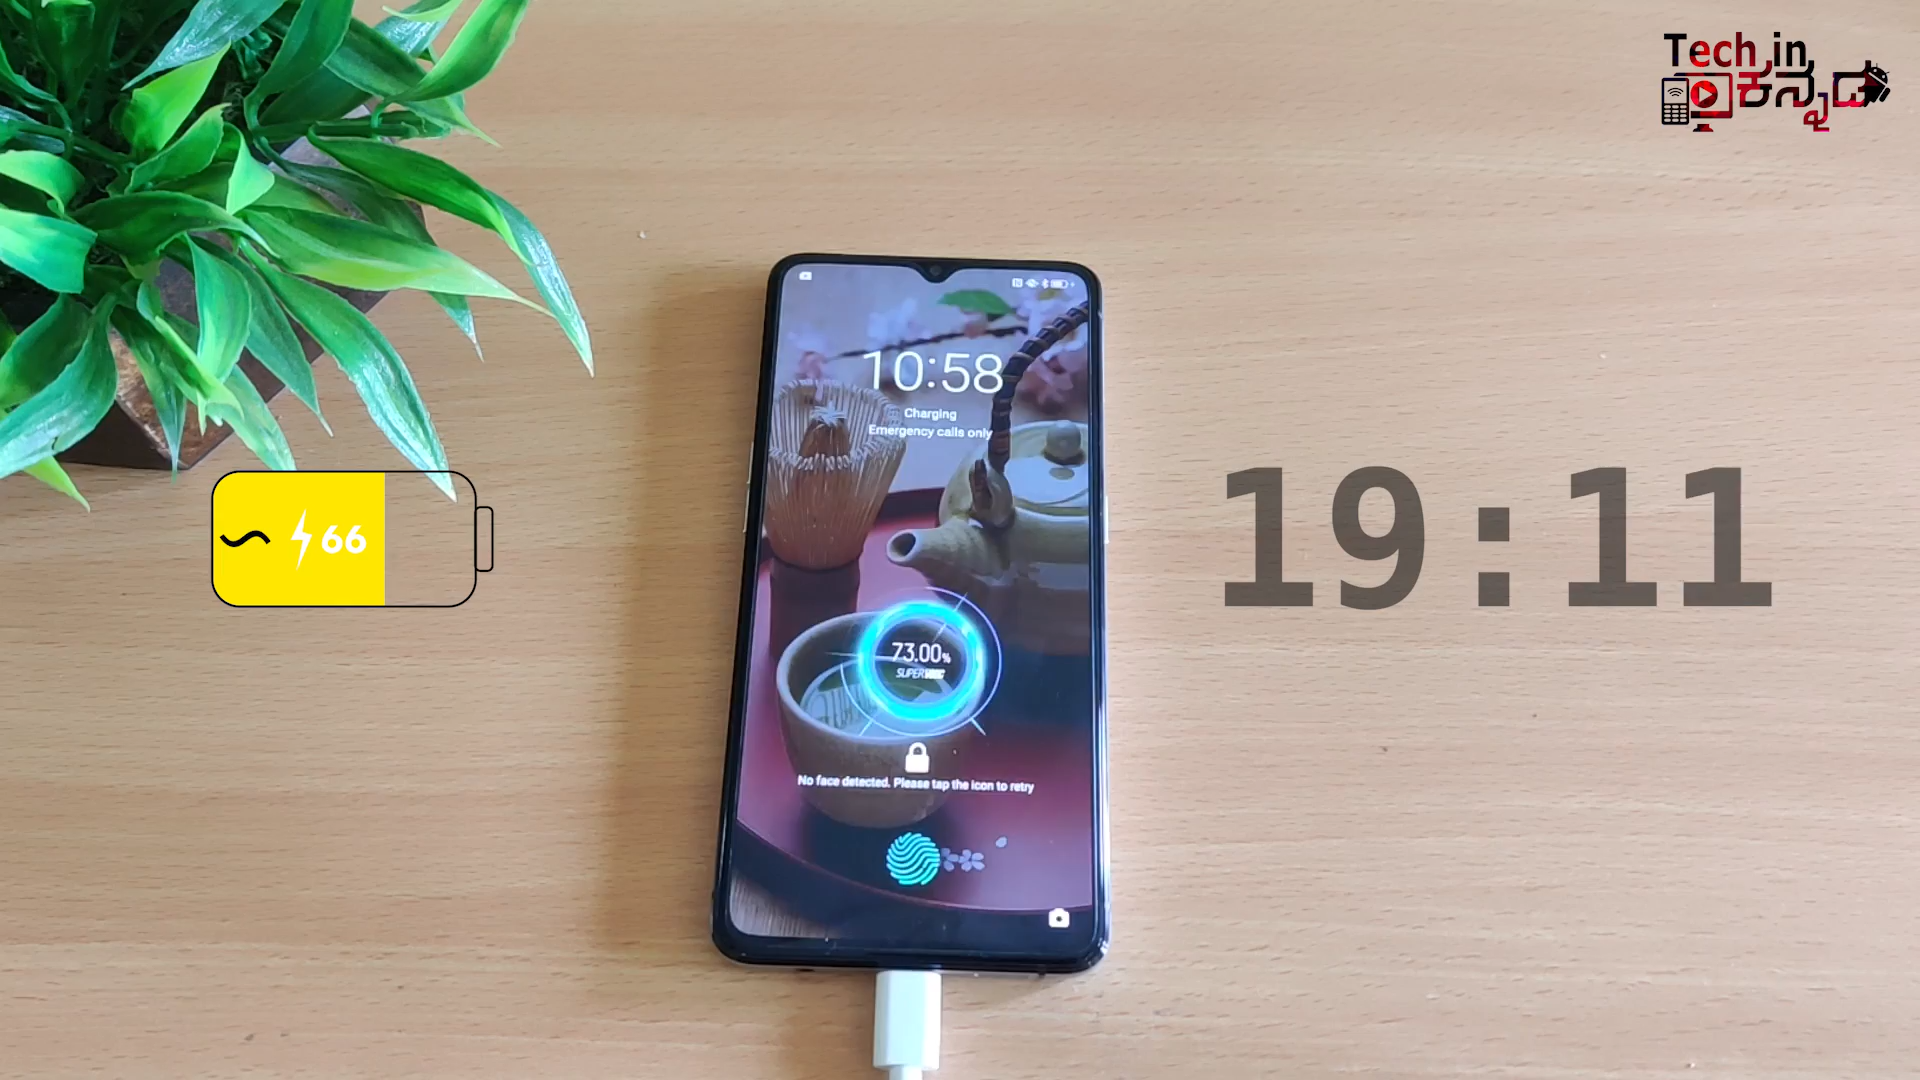 Tech in
ಕನ್ನಡ
10:58
Charging
Emergency calls only
66
19:11
73.00%
SUPERVOOC
No face detected. Please tap the icon to retry